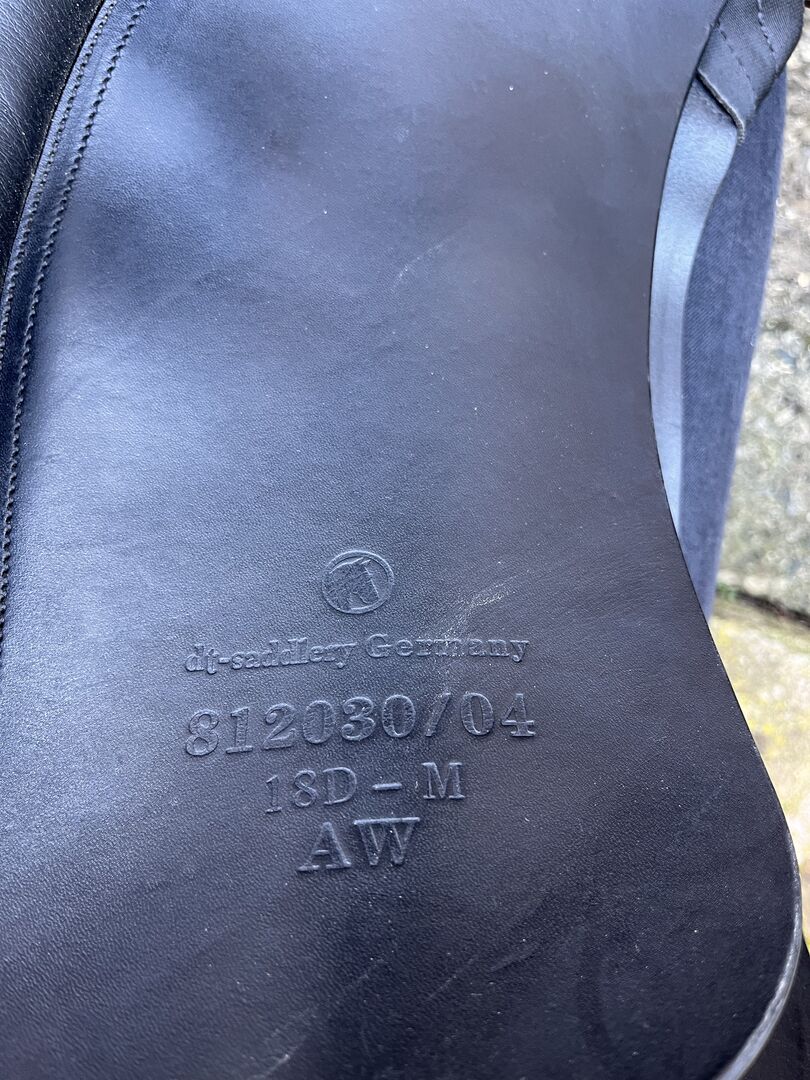 dt-saddlery Germany
812030/04
18D - M
AW